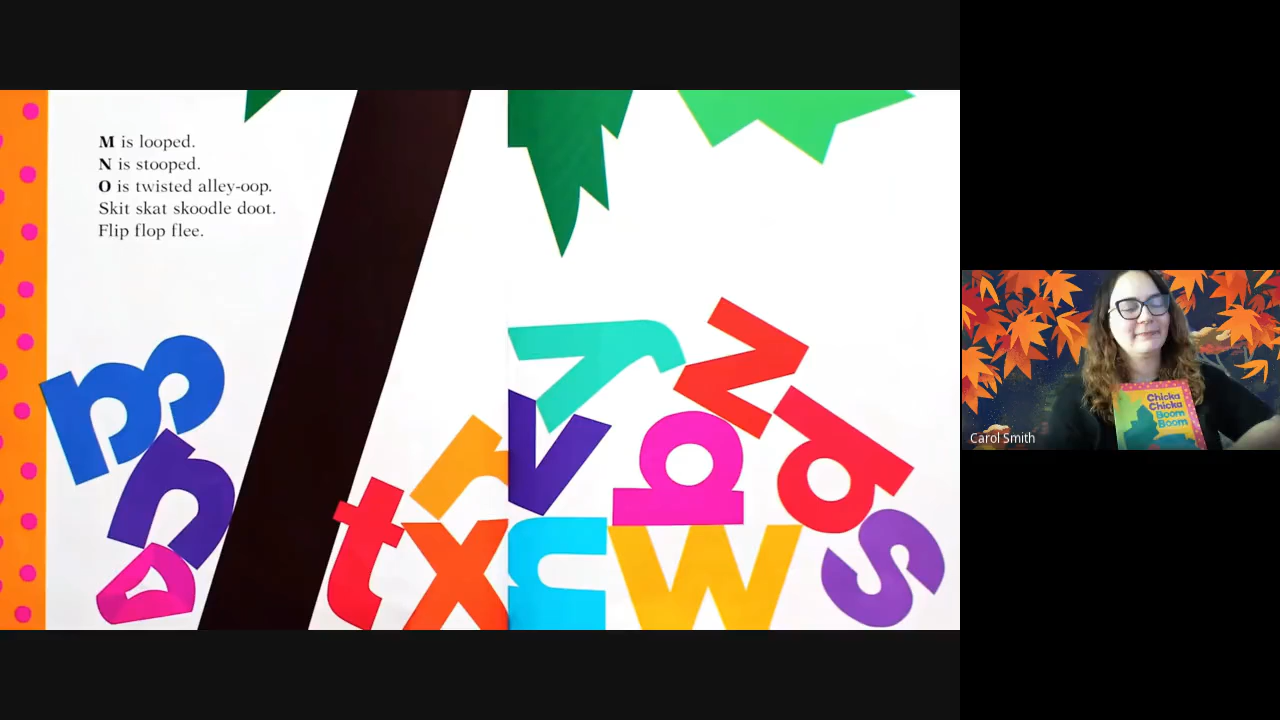 M is looped.
N is stooped.
O is twisted alley-oop.
Skit skat skoodle doot.
Flip flop flee.
m
n
o
t
r
x
y
v
u
q
w
z
p
s
Chicka
Chicka
Boom
Boom
Carol Smith